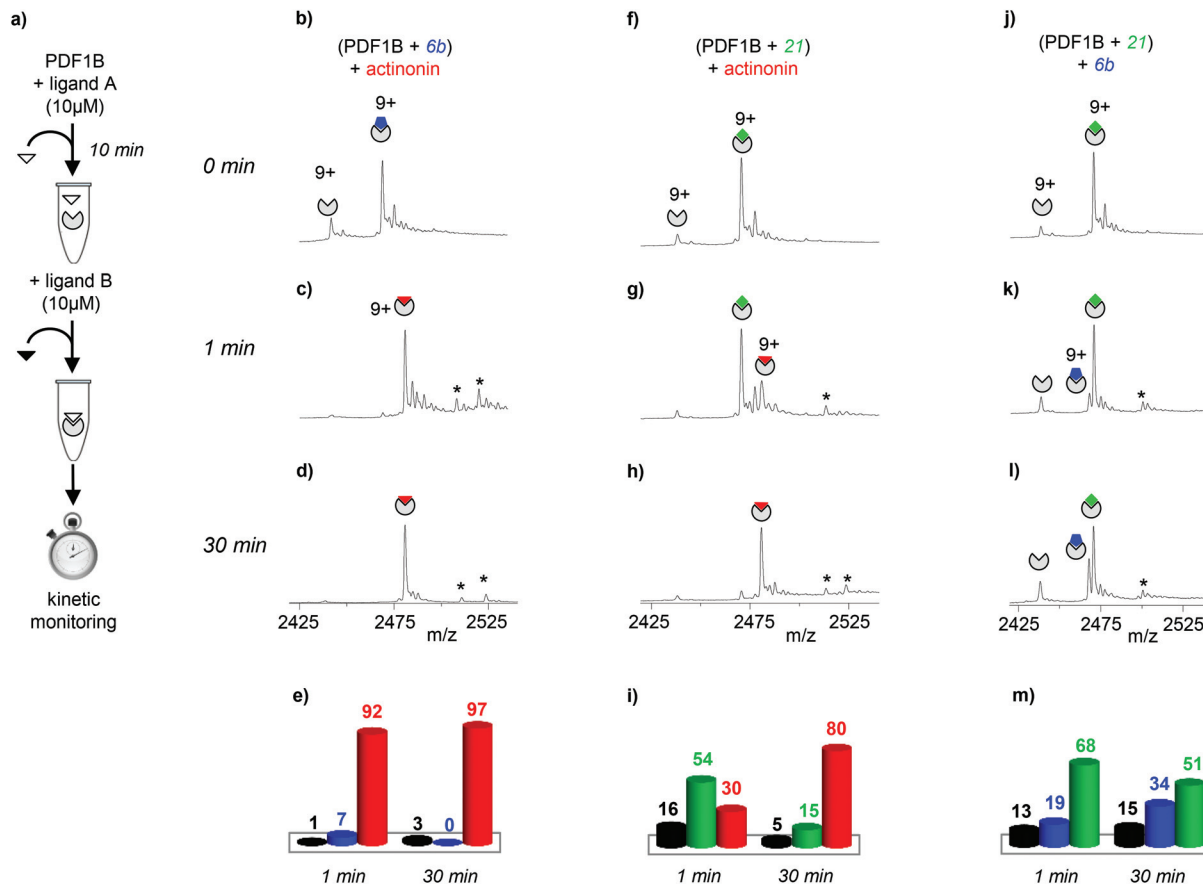 a)
PDF1B
+ ligand A
(10µM)
10 min
+ ligand B
(10µM)
kinetic
monitoring
0 min
1 min
30 min
b)
(PDF1B + 6b)
+ actinonin
9+
9+
c)
9+
* *
d)
* *
2425 2475 2525
m/z
e)
1 7 92 3 0 97
1 min 30 min
f)
(PDF1B + 21)
+ actinonin
9+
9+
g)
9+
*
h)
* *
2425 2475 2525
m/z
i)
16 54 30 5 15 80
1 min 30 min
j)
(PDF1B + 21)
+ 6b
9+
9+
k)
9+
*
l)
*
2425 2475 2525
m/z
m)
13 19 68 15 34 51
1 min 30 min